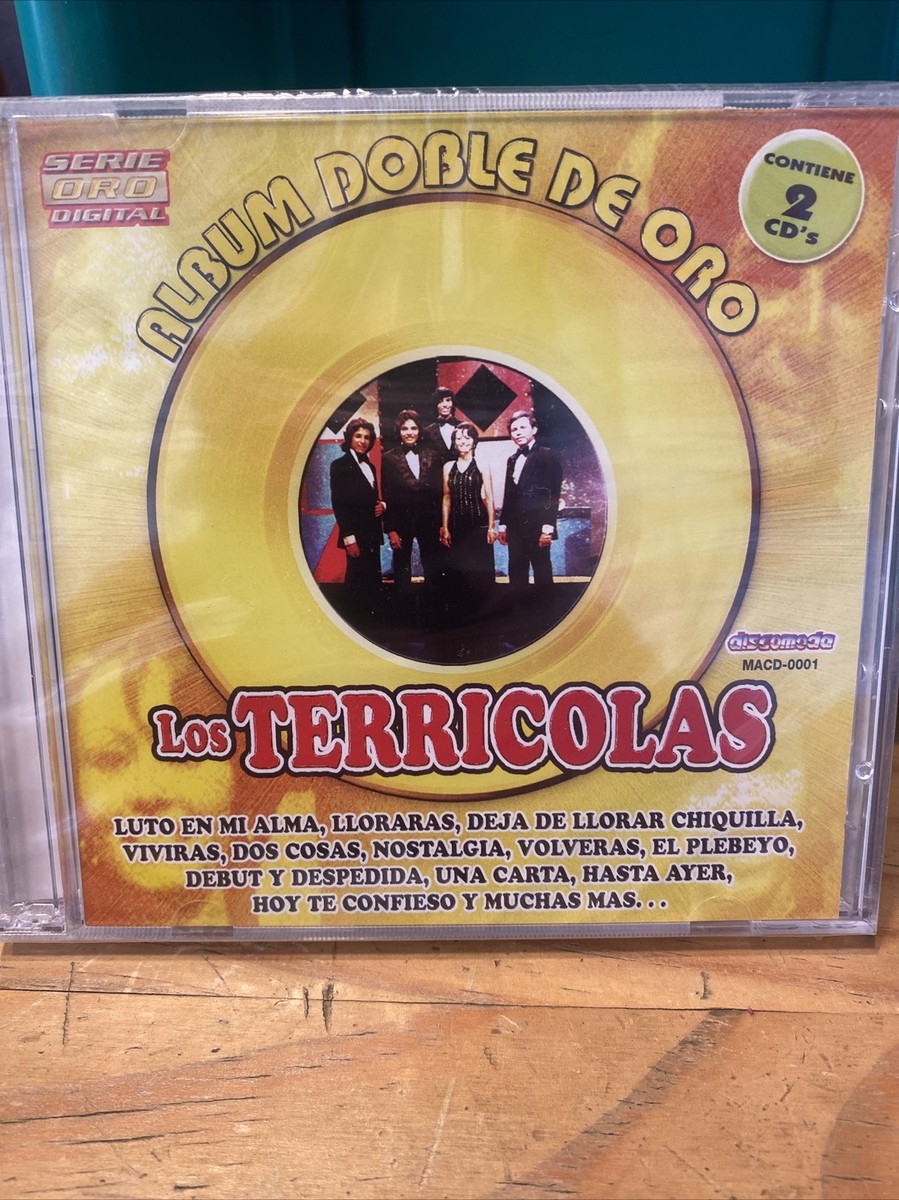 SERIE
ORO
DIGITAL
ALBUM DOBLE DE ORO
CONTIENE
2
CD's
discomoda
MACD-0001
Los TERRICOLAS
LUTO EN MI ALMA, LLORARAS, DEJA DE LLORAR CHIQUILLA,
VIVIRAS, DOS COSAS, NOSTALGIA, VOLVERAS, EL PLEBEYO,
DEBUT Y DESPEDIDA, UNA CARTA, HASTA AYER,
HOY TE CONFIESO Y MUCHAS MAS...